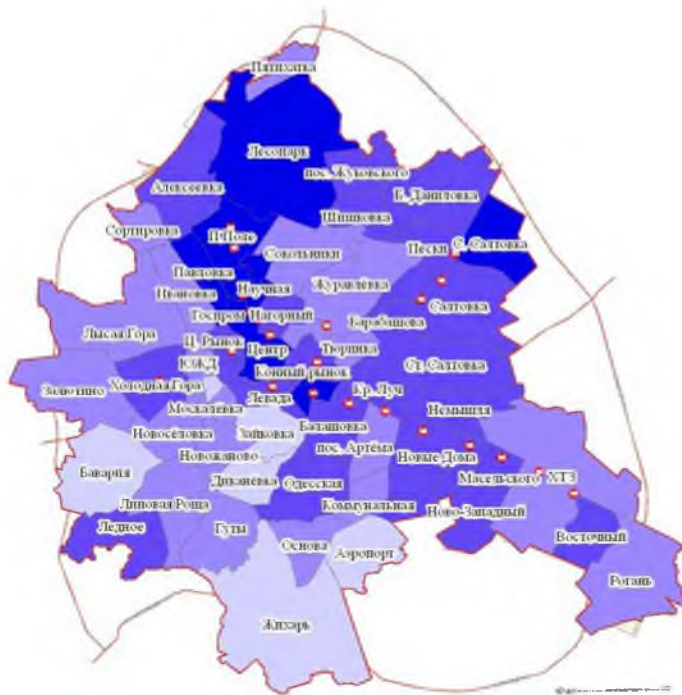 Пятихатка
Лесопарк
пос. Жуковского
Алексеевка
Б. Даниловка
Шишковка
Сортировка
П.Поле
Сокольники
Пески
С. Салтовка
Павловка
Ивановка
Научная
Журавлевка
Салтовка
Госпром
Нагорный
Барабашова
Лысая Гора
Ц. Рынок
Центр
Тюринка
ЮЖД
Ст. Салтовка
Залютино
Холодная Гора
Конный рынок
Кр. Луч
Левада
Москалевка
Немышля
Новоселовка
Зайковка
Балашовка
пос. Артема
Новожаново
Новые Дома
Бавария
Диканевка
Одесская
Масельского
ХТЗ
Липовая Роша
Коммунальная
Ново-Западный
Ледное
Гуты
Основа
Аэропорт
Восточный
Рогань
Жихарь